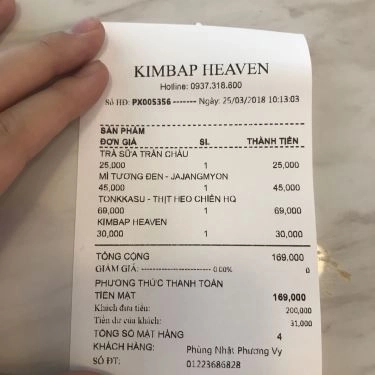 KIMBAP HEAVEN
Hotline: 0937.318.600
Số HĐ: PX005356 ------- Ngày: 25/03/2018 10:13:03
SẢN PHẨM
ĐƠN GIÁ SL THÀNH TIỀN
TRÀ SỮA TRÂN CHÂU
25,000 1 25,000
MÌ TƯƠNG ĐEN - JAJANGMYON
45,000 1 45,000
TONKKASU - THỊT HEO CHIÊN HQ
69,000 1 69,000
KIMBAP HEAVEN
30,000 1 30,000
TỔNG CỘNG 169,000
GIẢM GIÁ: -------------------- 0.00% 0
PHƯƠNG THỨC THANH TOÁN
TIỀN MẶT 169,000
Khách đưa tiền: 200,000
Tiền dư của khách: 31,000
TỔNG SỐ MẶT HÀNG 4
KHÁCH HÀNG: Phùng Nhật Phương Vy
SỐ ĐT: 01223686828